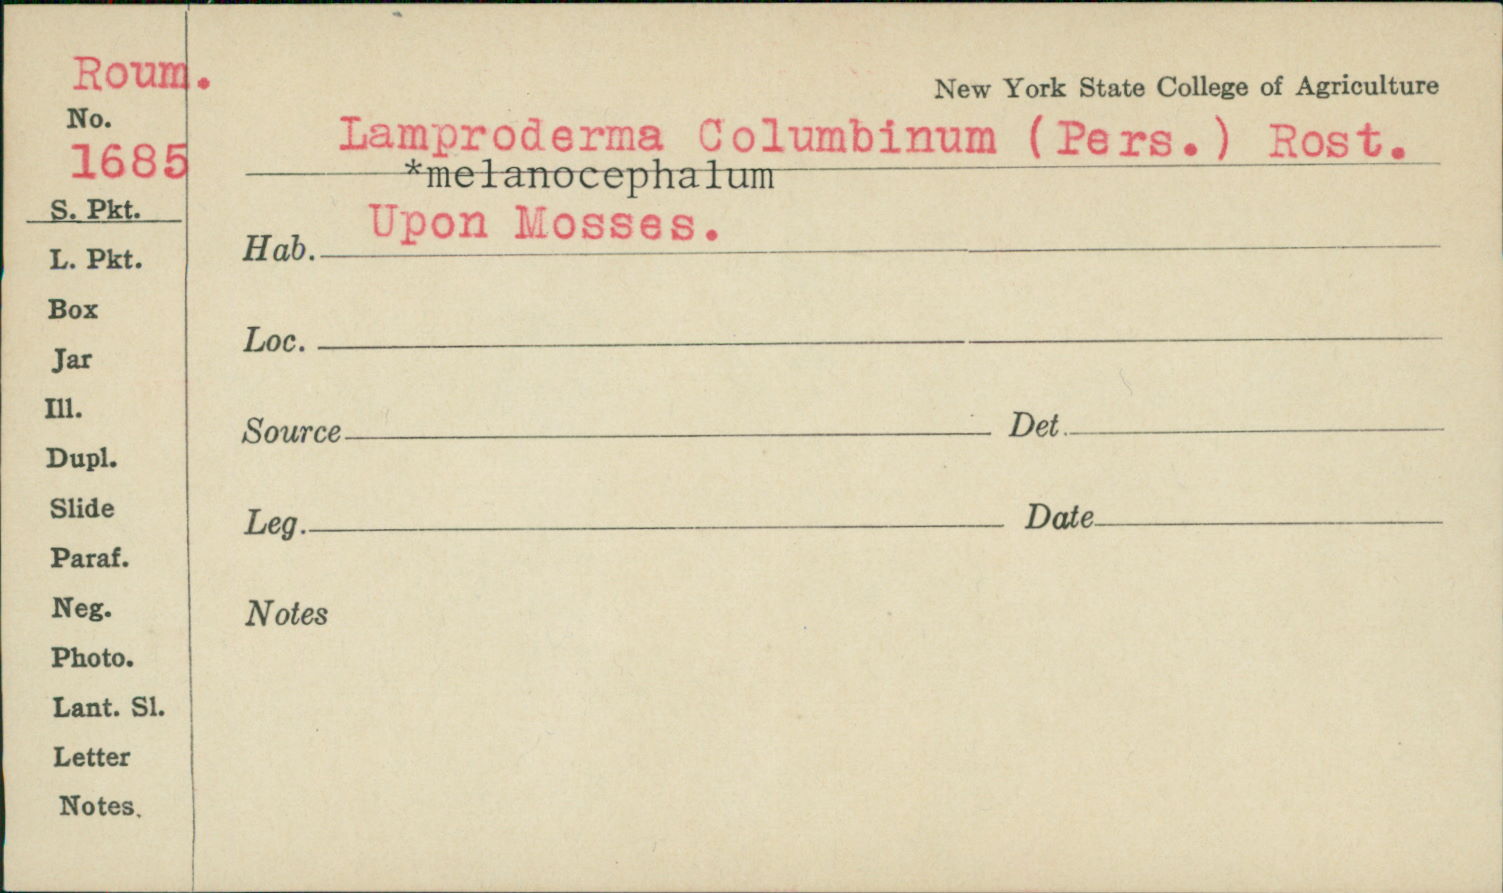 Roum.
No.
1685
S. Pkt.
L. Pkt.
Box
Jar
Ill.
Dupl.
Slide
Paraf.
Neg.
Photo.
Lant. Sl.
Letter
Notes.
New York State College of Agriculture
Lamproderma Columbinum (Pers.) Rost.
*melanocephalum
Upon Mosses.
Hab.
Loc.
Source Det.
Leg. Date
Notes